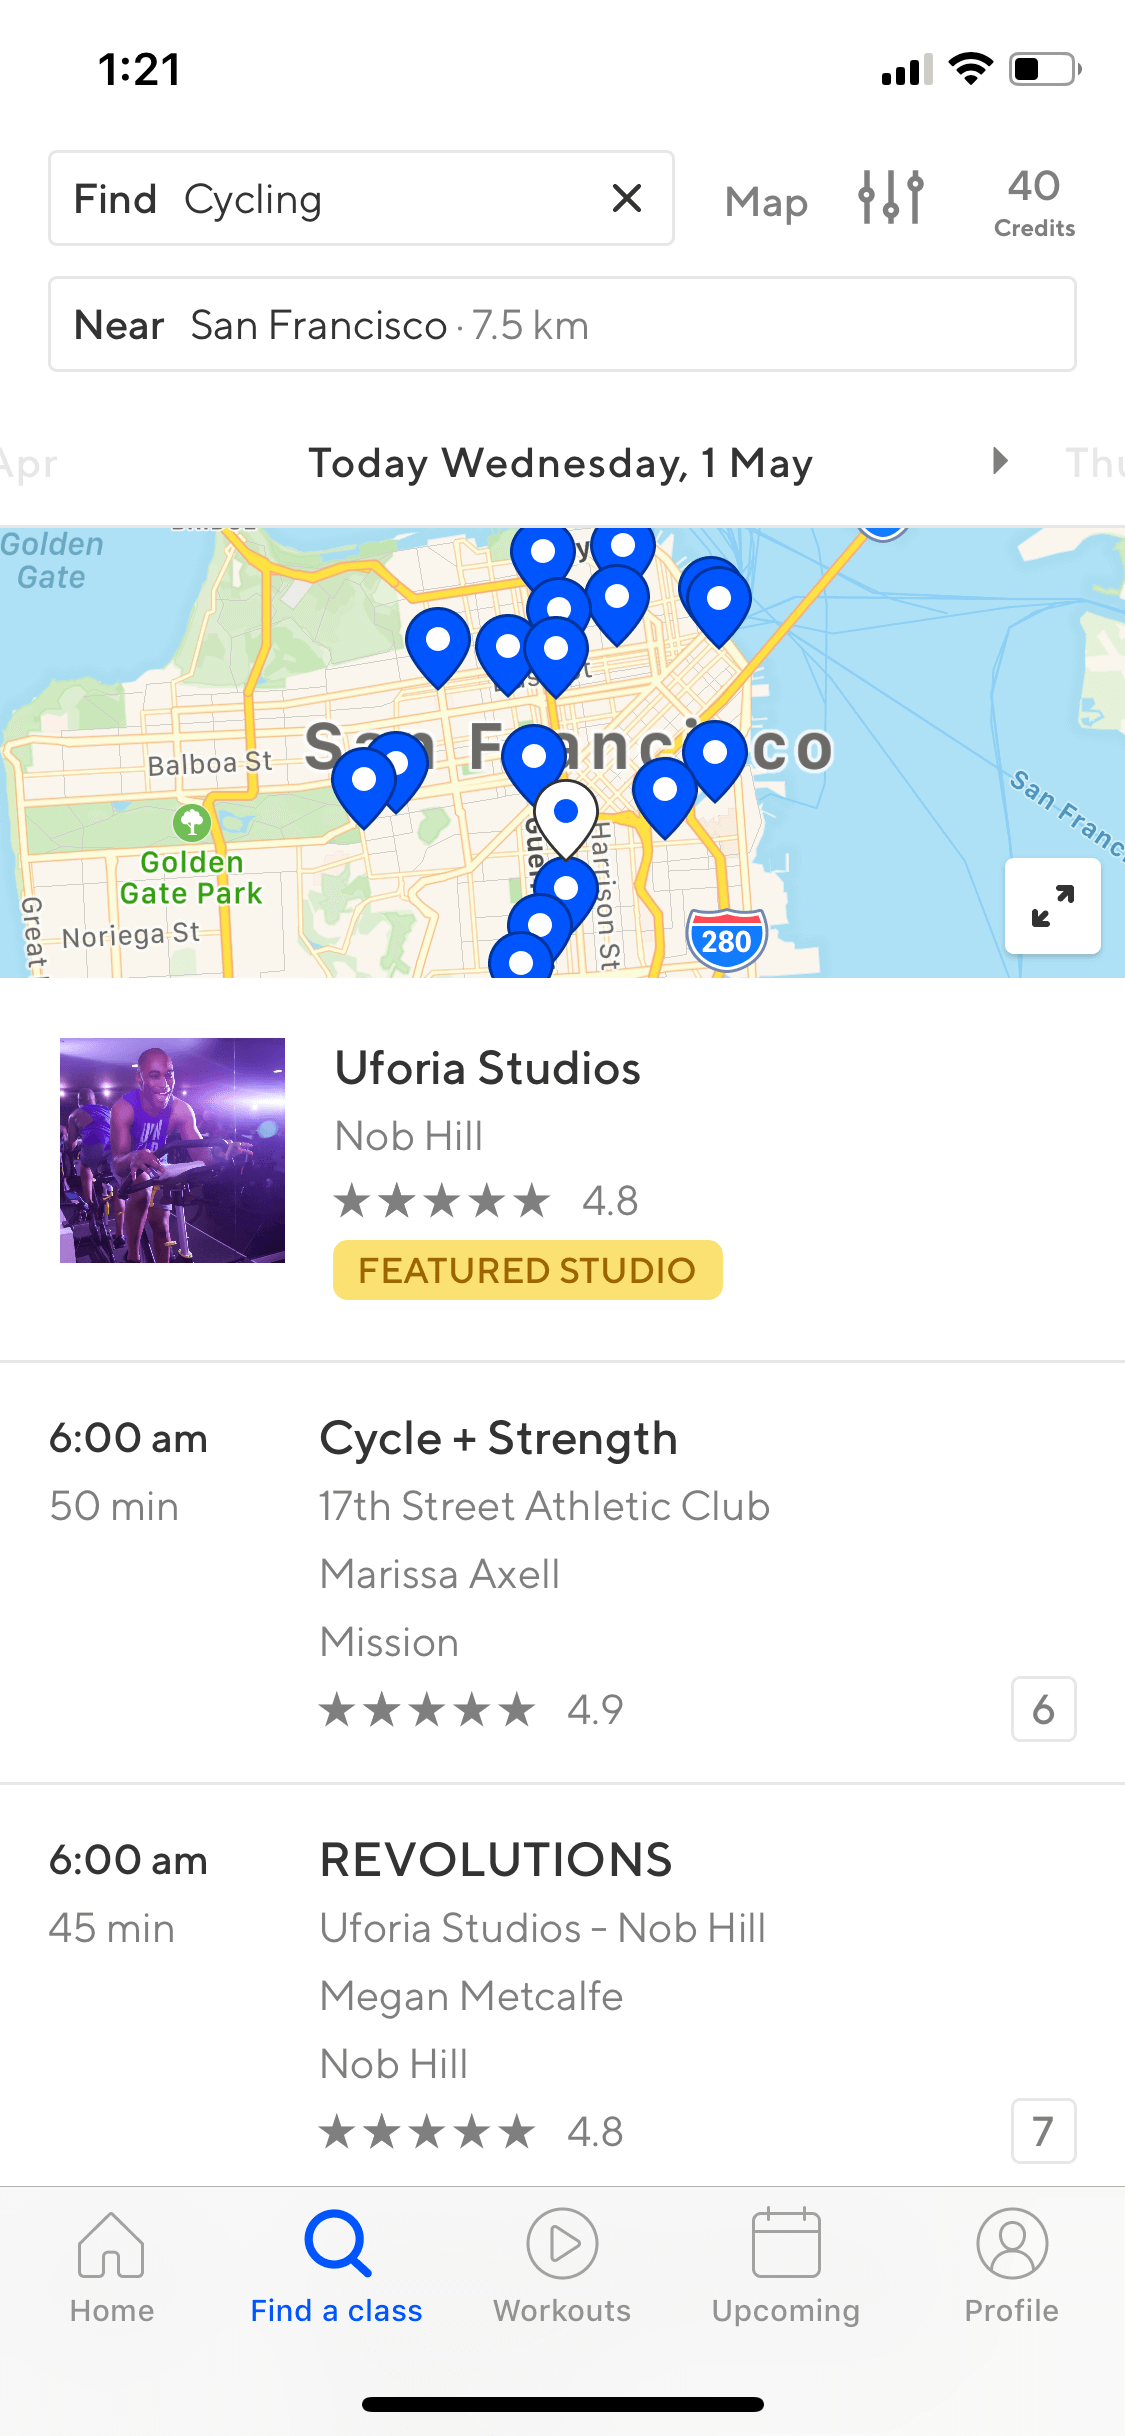 1:21
Find Cycling
Map
40
Credits
Near San Francisco · 7.5 km
Apr
Today Wednesday, 1 May
Thu
Golden
Gate
San Francisco
Balboa St
Golden
Gate Park
Noriega St
Great
Harrison St
280
San Franc
Uforia Studios
Nob Hill
4.8
FEATURED STUDIO
6:00 am
Cycle + Strength
50 min
17th Street Athletic Club
Marissa Axell
Mission
4.9
6
6:00 am
REVOLUTIONS
45 min
Uforia Studios - Nob Hill
Megan Metcalfe
Nob Hill
4.8
7
Home
Find a class
Workouts
Upcoming
Profile